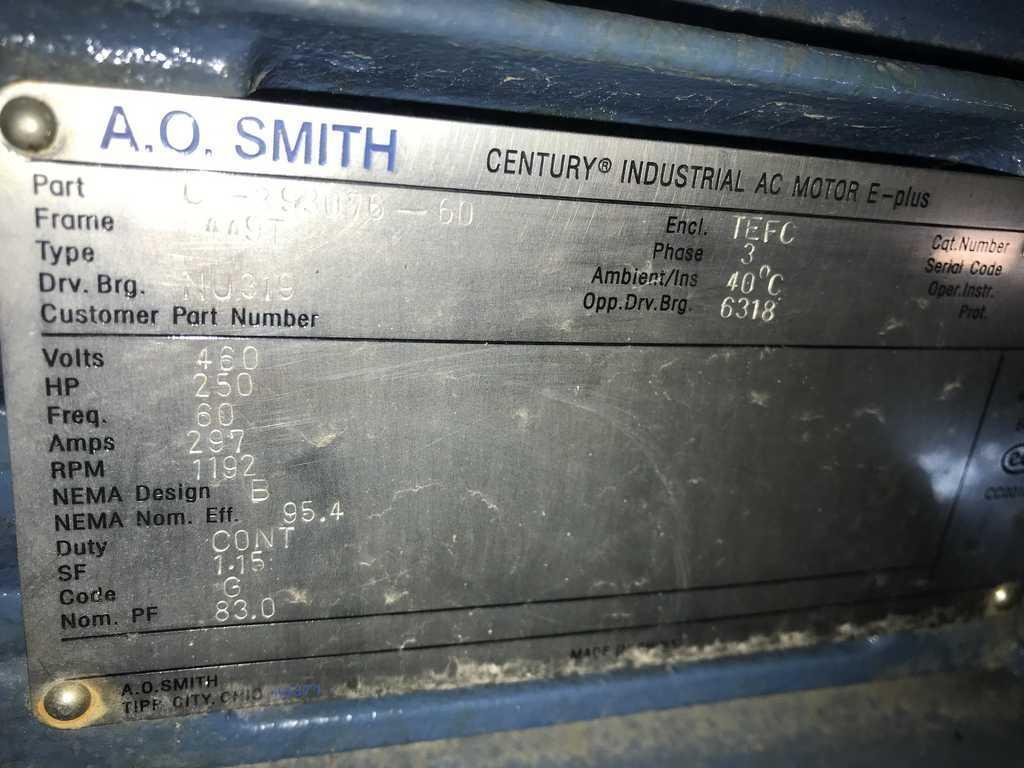 A.O. SMITH CENTURY® INDUSTRIAL AC MOTOR E-plus
Part -60
Frame 449T
Type
Drv. Brg. NU319
Customer Part Number
Encl. TEFC
Phase 3
Ambient/Ins 40°C
Opp.Drv.Brg. 6318
Cat.Number
Serial Code
Oper.Instr.
Prot.
Volts 460
HP 250
Freq. 60
Amps 297
RPM 1192
NEMA Design B
NEMA Nom. Eff. 95.4
Duty CONT
SF 1.15
Code G
Nom. PF 83.0
MADE
A.O.SMITH
TIPP CITY, OHIO